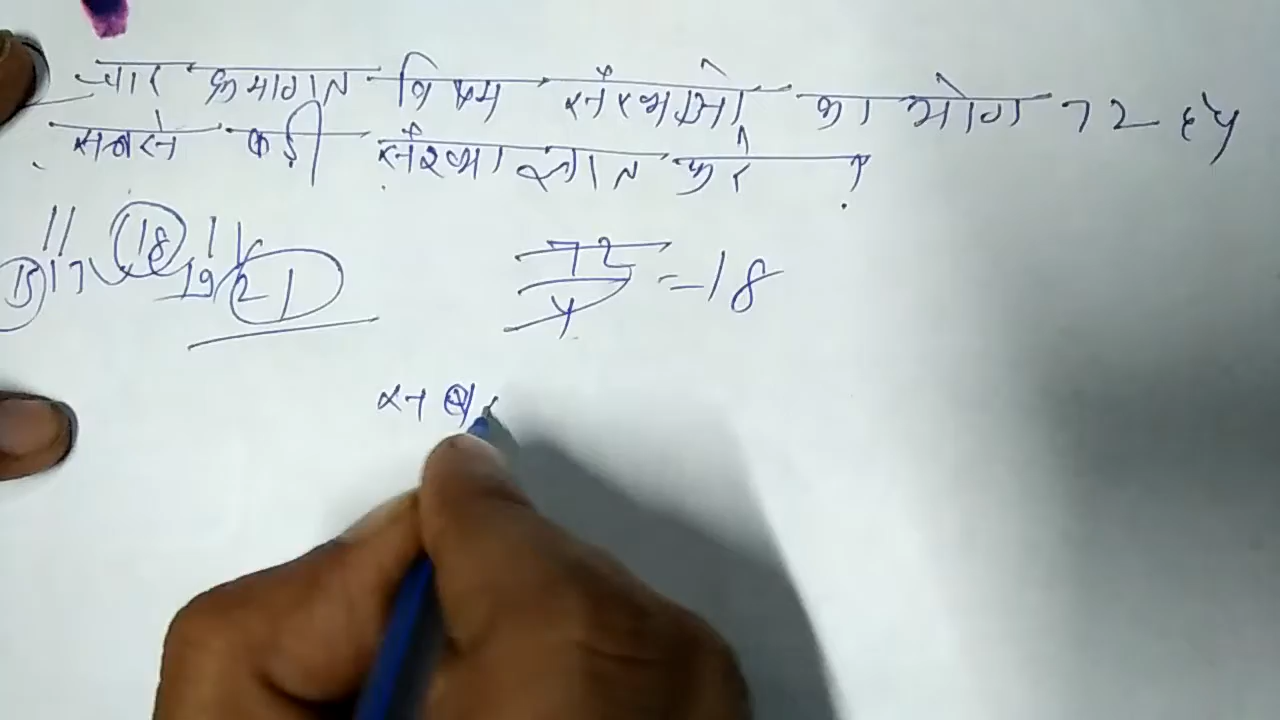 चार क्रमागत विषम संख्याओं का योग 72 है
सबसे बड़ी संख्या ज्ञात करे ?
15 17 18 19 21
72/4 = 18